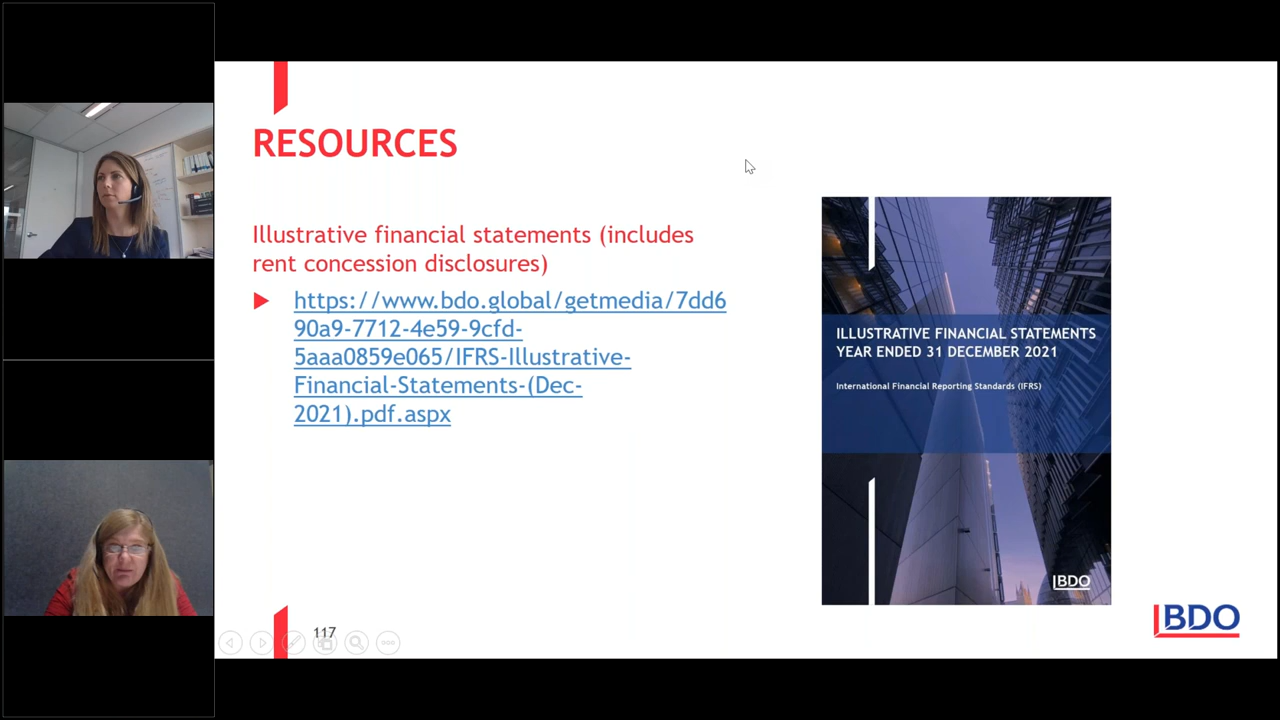 RESOURCES
Illustrative financial statements (includes
rent concession disclosures)
https://www.bdo.global/getmedia/7dd6
90a9-7712-4e59-9cfd-
5aaa0859e065/IFRS-Illustrative-
Financial-Statements-(Dec-
2021).pdf.aspx
ILLUSTRATIVE FINANCIAL STATEMENTS
YEAR ENDED 31 DECEMBER 2021
International Financial Reporting Standards (IFRS)
BDO
BDO
117